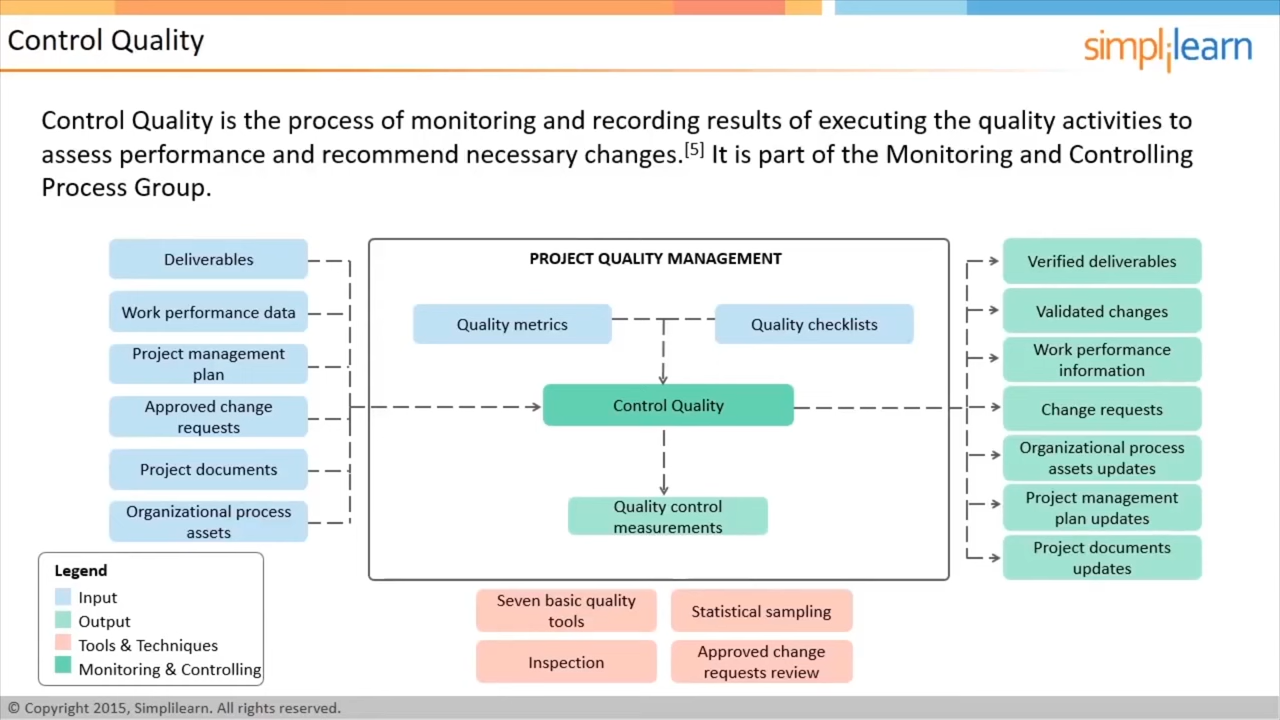 Control Quality
simplilearn
Control Quality is the process of monitoring and recording results of executing the quality activities to
assess performance and recommend necessary changes.[5] It is part of the Monitoring and Controlling
Process Group.
Deliverables
Work performance data
Project management
plan
Approved change
requests
Project documents
Organizational process
assets
PROJECT QUALITY MANAGEMENT
Quality metrics
Quality checklists
Control Quality
Quality control
measurements
Verified deliverables
Validated changes
Work performance
information
Change requests
Organizational process
assets updates
Project management
plan updates
Project documents
updates
Legend
Input
Output
Tools & Techniques
Monitoring & Controlling
Seven basic quality
tools
Statistical sampling
Inspection
Approved change
requests review
© Copyright 2015, Simplilearn. All rights reserved.